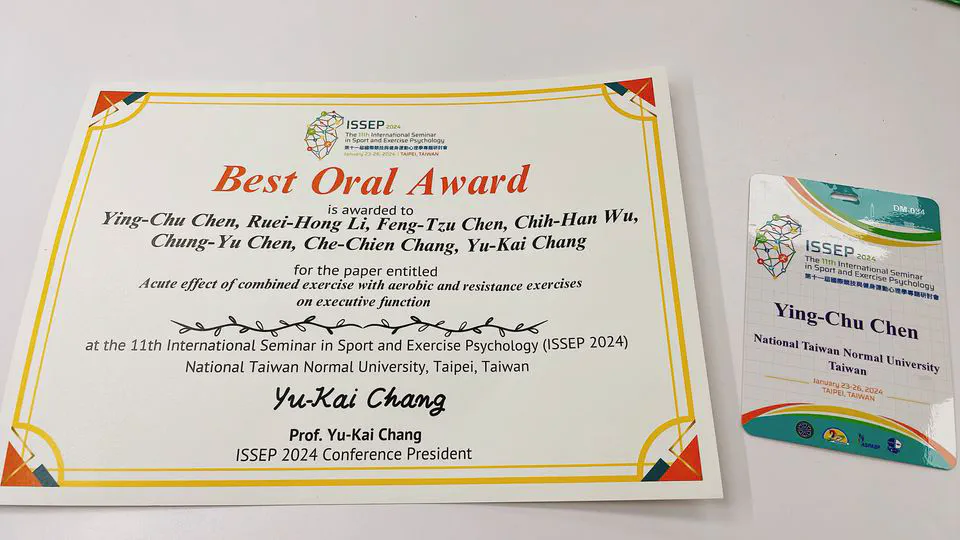 ISSEP 2024
The 11th International Seminar
in Sport and Exercise Psychology
第十一屆國際競技與健身運動心理學專題研討會
January 23-26, 2024 | TAIPEI, TAIWAN
Best Oral Award
is awarded to
Ying-Chu Chen, Ruei-Hong Li, Feng-Tzu Chen, Chih-Han Wu,
Chung-Yu Chen, Che-Chien Chang, Yu-Kai Chang
for the paper entitled
Acute effect of combined exercise with aerobic and resistance exercises
on executive function
at the 11th International Seminar in Sport and Exercise Psychology (ISSEP 2024)
National Taiwan Normal University, Taipei, Taiwan
Yu-Kai Chang
Prof. Yu-Kai Chang
ISSEP 2024 Conference President
DM-034
ISSEP 2024
The 11th International Seminar
in Sport and Exercise Psychology
第十一屆國際競技與健身運動心理學專題研討會
Ying-Chu Chen
National Taiwan Normal University
Taiwan
January 23-26, 2024
TAIPEI, TAIWAN
NASPASPA